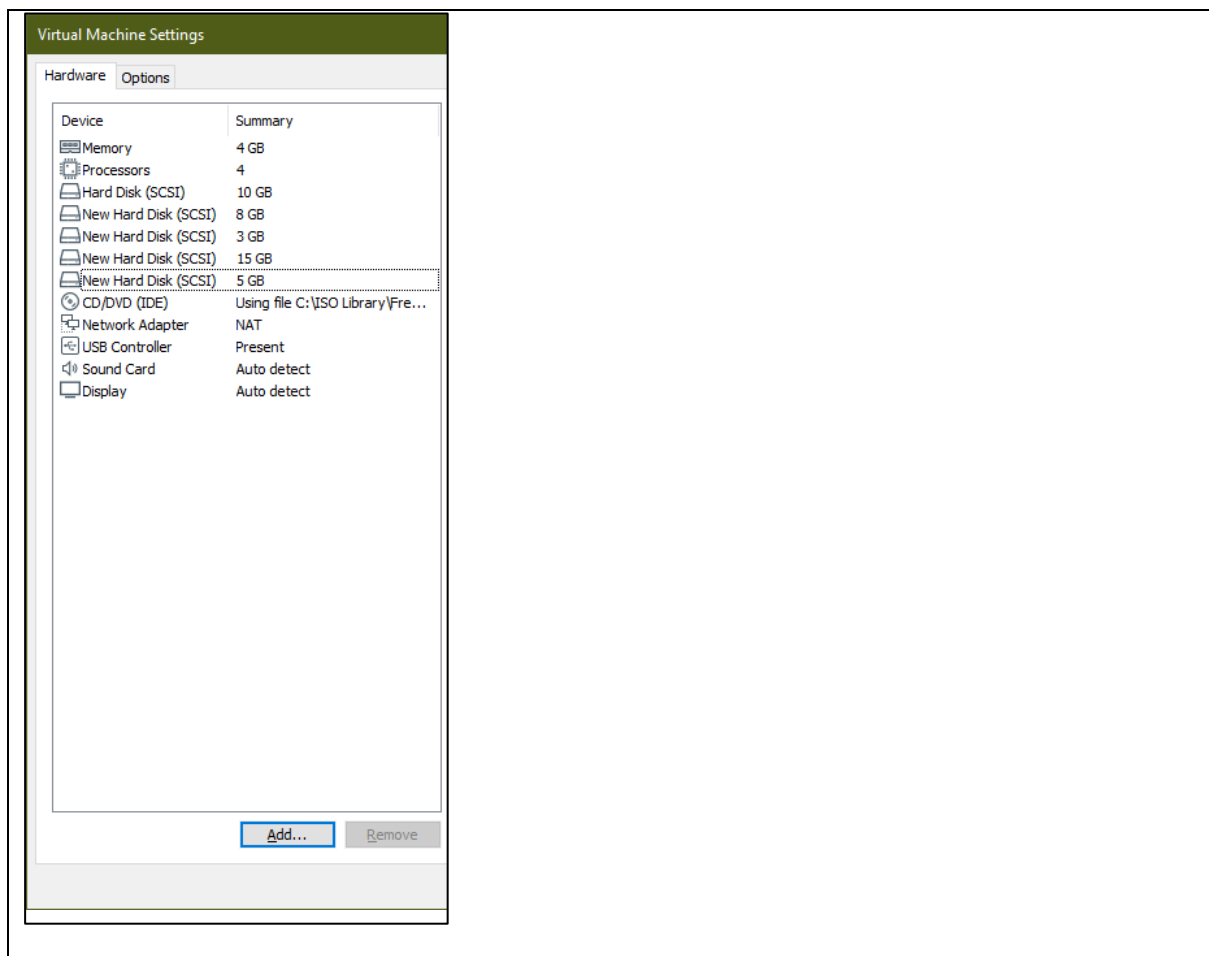 Virtual Machine Settings
Hardware Options
Device Summary
Memory 4 GB
Processors 4
Hard Disk (SCSI) 10 GB
New Hard Disk (SCSI) 8 GB
New Hard Disk (SCSI) 3 GB
New Hard Disk (SCSI) 15 GB
New Hard Disk (SCSI) 5 GB
CD/DVD (IDE) Using file C:\ISO Library\Fre...
Network Adapter NAT
USB Controller Present
Sound Card Auto detect
Display Auto detect
Add... Remove